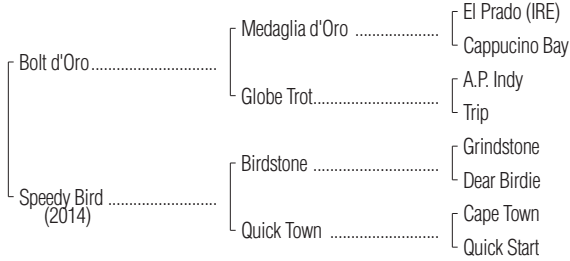 El Prado (IRE)
Medaglia d'Oro ....................
Cappucino Bay
Bolt d'Oro..............................
A.P. Indy
Globe Trot..............................
Trip
Grindstone
Birdstone ..............................
Dear Birdie
Speedy Bird ..........................
(2014)
Cape Town
Quick Town ..........................
Quick Start